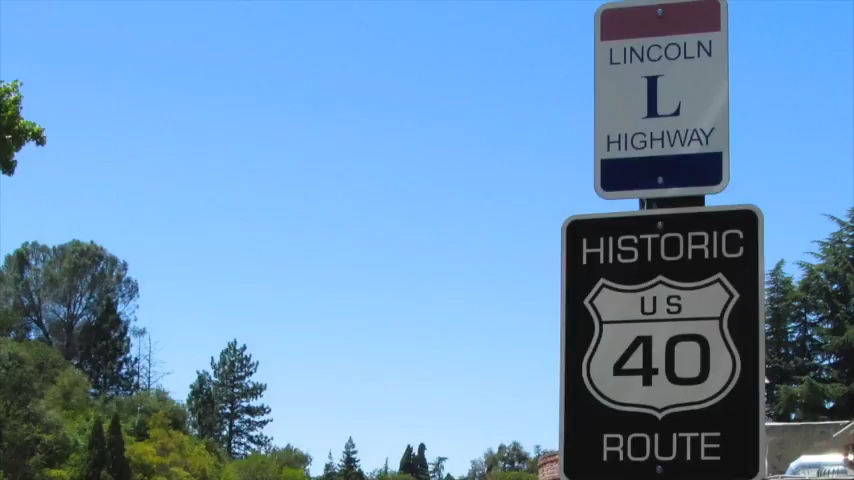 LINCOLN
L
HIGHWAY
HISTORIC
US
40
ROUTE